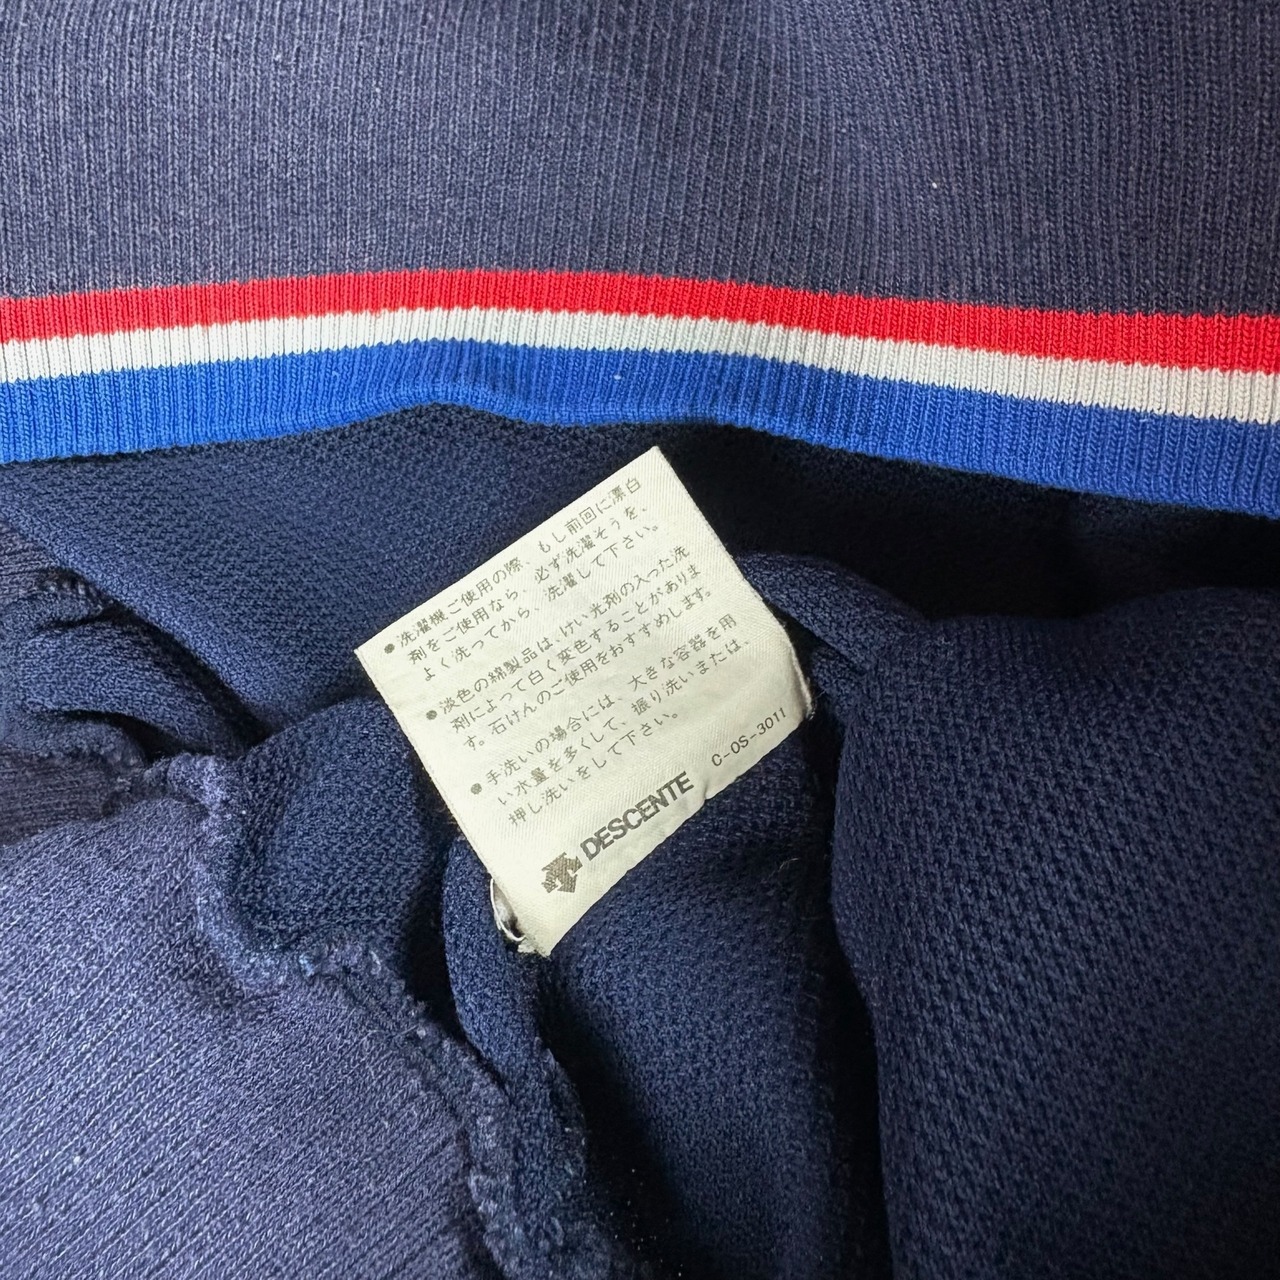 ●洗濯機ご使用の際、もし前回に漂白
剤をご使用なら、必ず洗濯そうを、
よく洗ってから、洗濯して下さい。
●淡色の綿製品は、けい光剤の入った洗
剤によって白く変色することがありま
す。石けんのご使用をおすすめします。
●手洗いの場合には、大きな容器を用
い水量を多くして、振り洗いまたは、
押し洗いをして下さい。
DESCENTE C-OS-3011